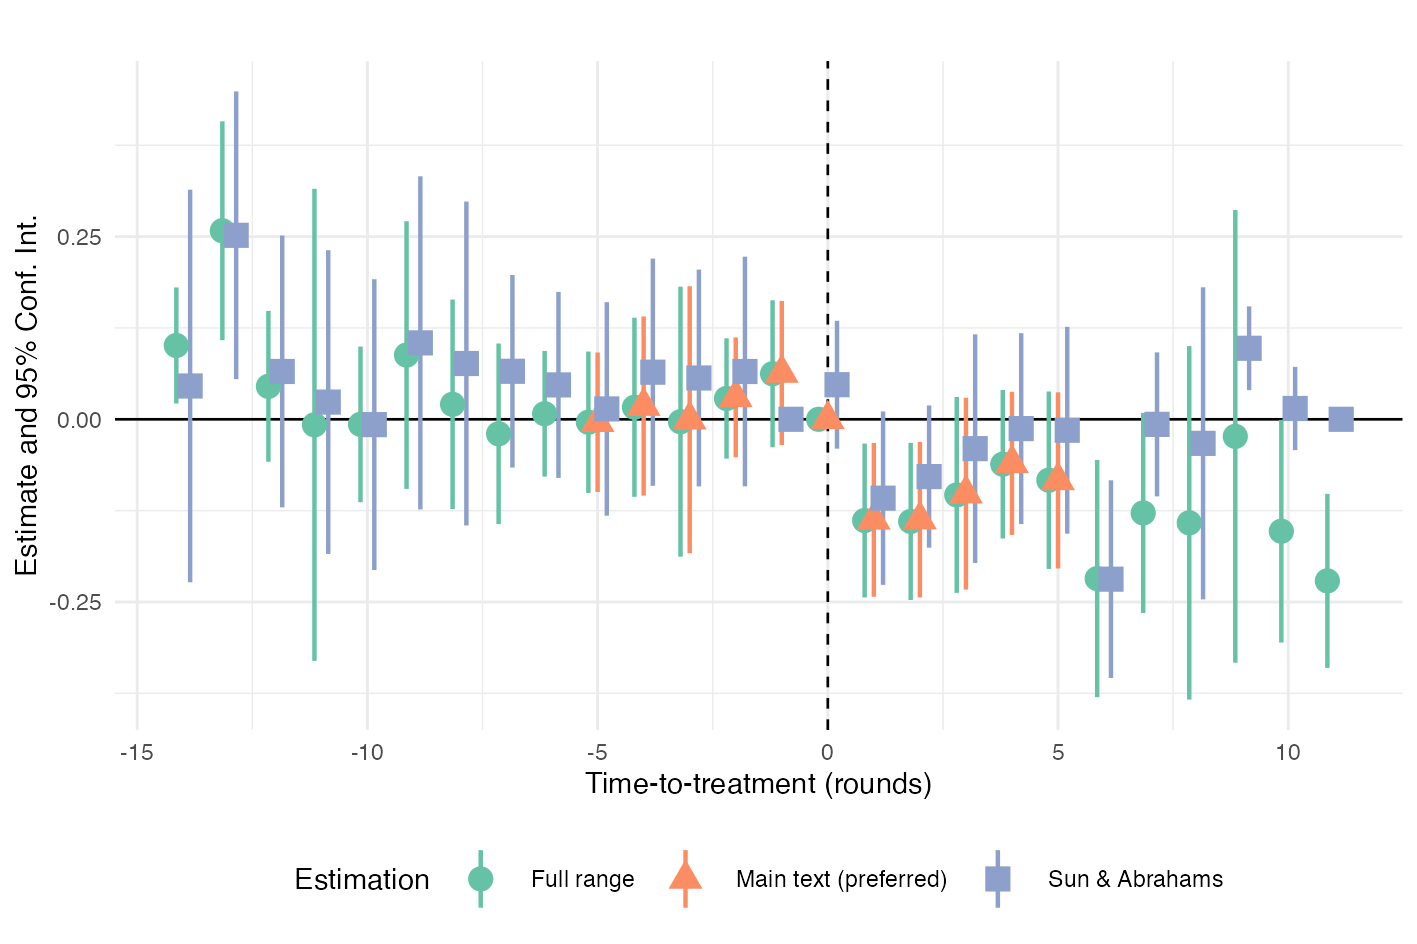 Estimate and 95% Conf. Int.
0.25
0.00
-0.25
-15 -10 -5 0 5 10
Time-to-treatment (rounds)
Estimation Full range Main text (preferred) Sun & Abrahams